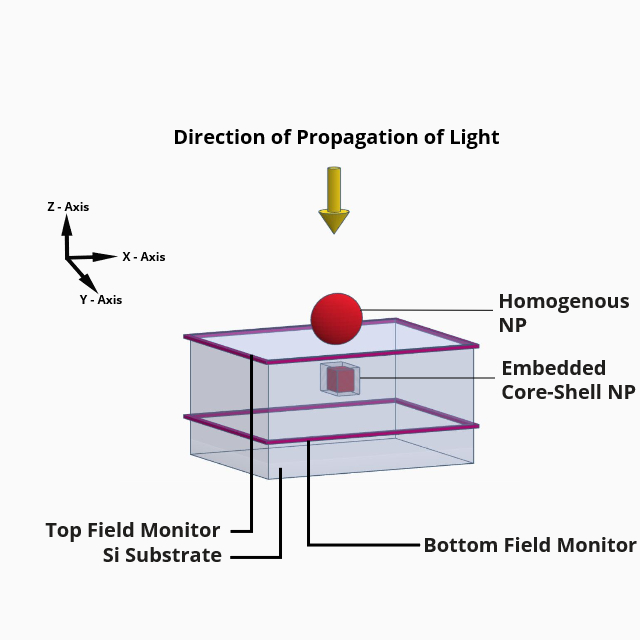 Direction of Propagation of Light
Z - Axis
X - Axis
Y - Axis
Homogenous
NP
Embedded
Core-Shell NP
Top Field Monitor
Si Substrate
Bottom Field Monitor